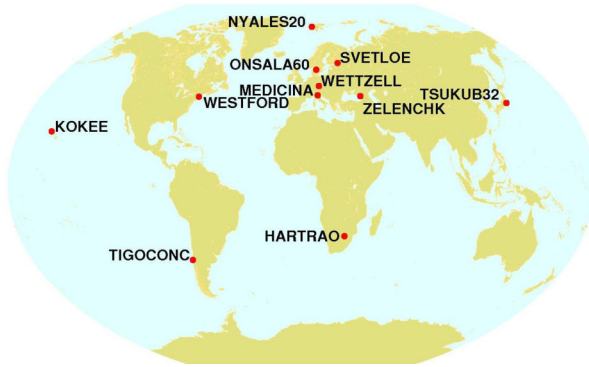 NYALES20
SVETLOE
ONSALA60
WETTZELL
MEDICINA
TSUKUB32
WESTFORD
ZELENCHK
KOKEE
HARTRAO
TIGOCONC